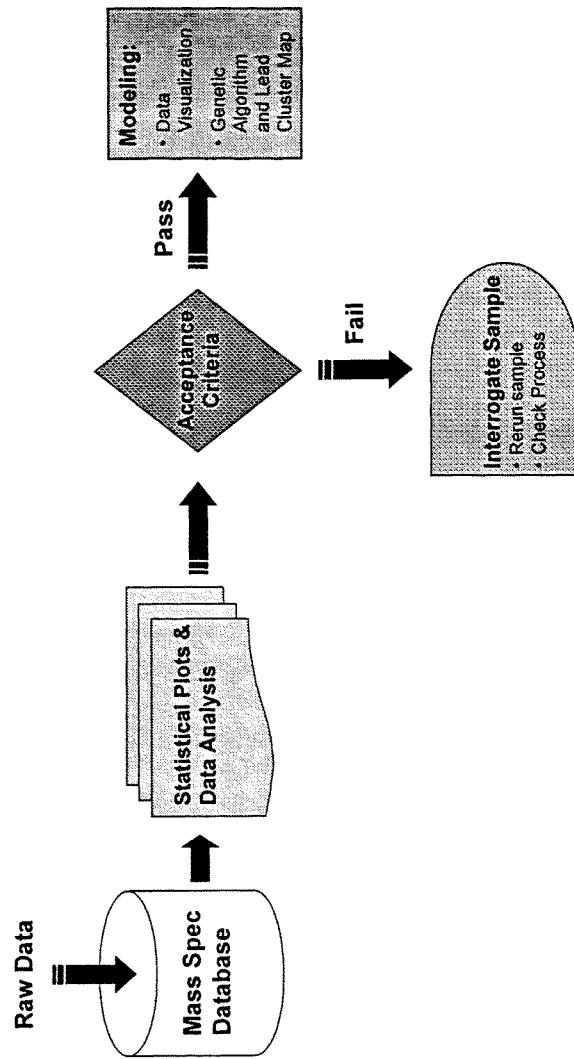 Raw Data
Mass Spec
Database
Statistical Plots &
Data Analysis
Acceptance
Criteria
Pass
Modeling:
• Data
Visualization
• Genetic
Algorithm
and Lead
Cluster Map
Fail
Interrogate Sample
• Rerun sample
• Check Process